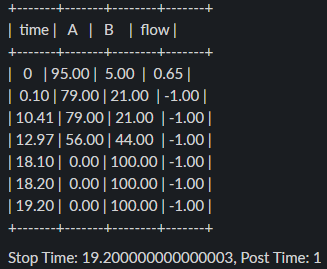 +-------+-------+-------+-------+
| time | A | B | flow |
+-------+-------+-------+-------+
| 0 | 95.00 | 5.00 | 0.65 |
| 0.10 | 79.00 | 21.00 | -1.00 |
| 10.41 | 79.00 | 21.00 | -1.00 |
| 12.97 | 56.00 | 44.00 | -1.00 |
| 18.10 | 0.00 | 100.00 | -1.00 |
| 18.20 | 0.00 | 100.00 | -1.00 |
| 19.20 | 0.00 | 100.00 | -1.00 |
+-------+-------+-------+-------+
Stop Time: 19.200000000000003, Post Time: 1